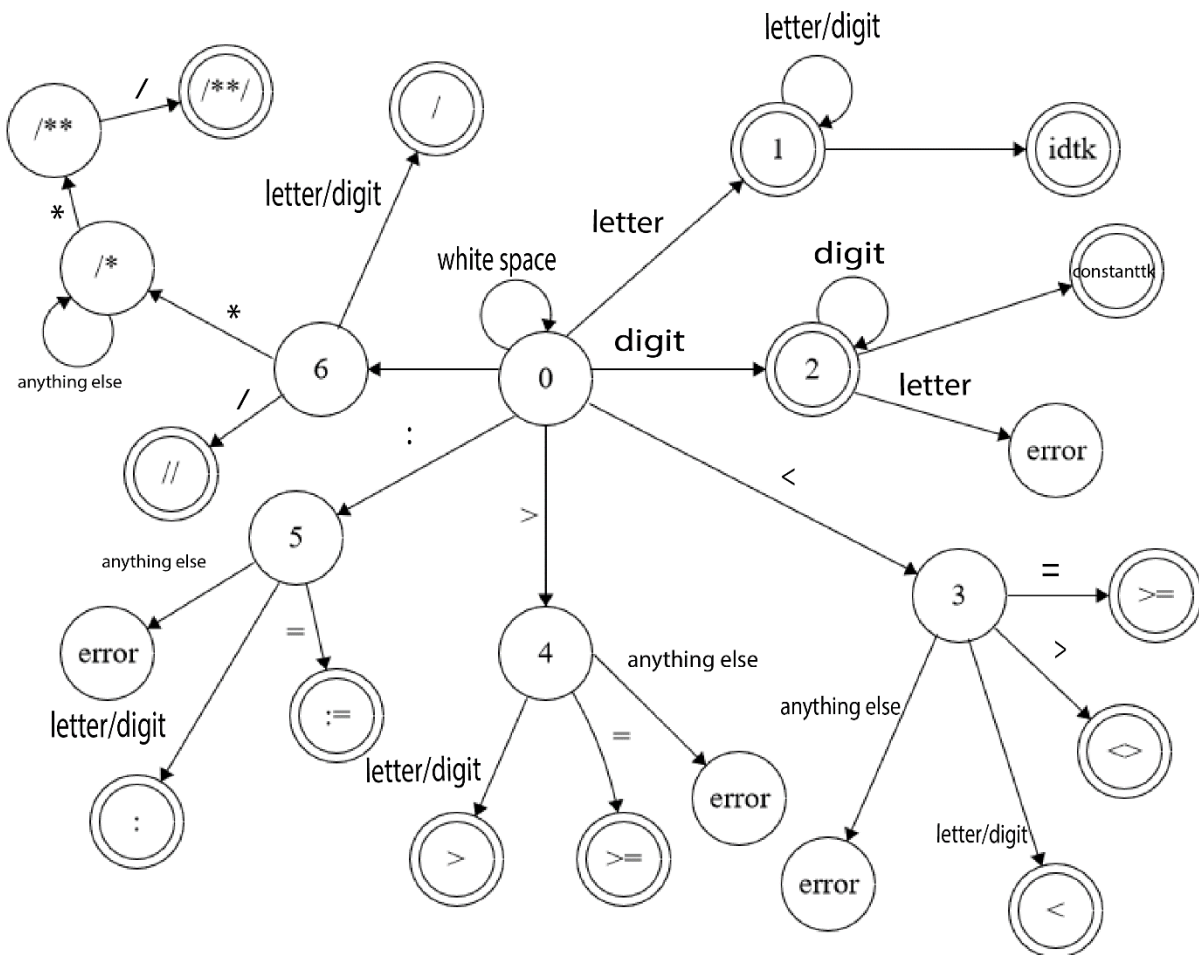 letter/digit
/
/**/
/**
/
1
idtk
letter/digit
*
letter
/*
white space
digit
constanttk
*
digit
6
0
2
anything else
letter
/
:
error
//
<
>
5
anything else
=
3
>=
error
=
4
anything else
>
letter/digit
:=
anything else
<>
letter/digit
=
error
:
>
>=
letter/digit
error
<